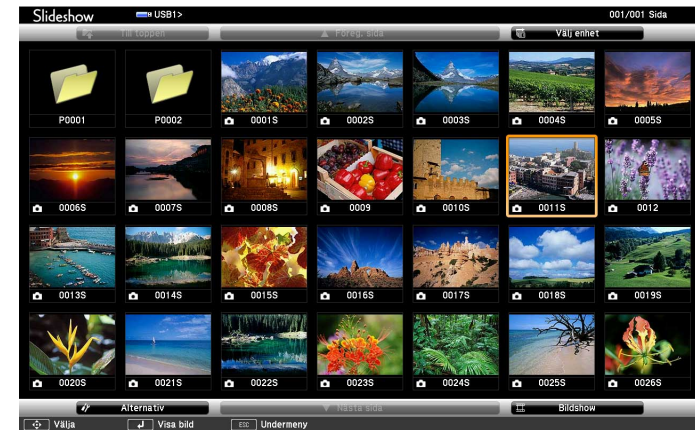 Slideshow USB1> 001/001 Sida
Till toppen Föreg. sida Välj enhet
P0001 P0002 0001S 0002S 0003S 0004S 0005S
0006S 0007S 0008S 0009 0010S 0011S 0012
0013S 0014S 0015S 0016S 0017S 0018S 0019S
0020S 0021S 0022S 0023S 0024S 0025S 0026S
Alternativ Nästa sida Bildshow
Välja Visa bild ESC Undermeny